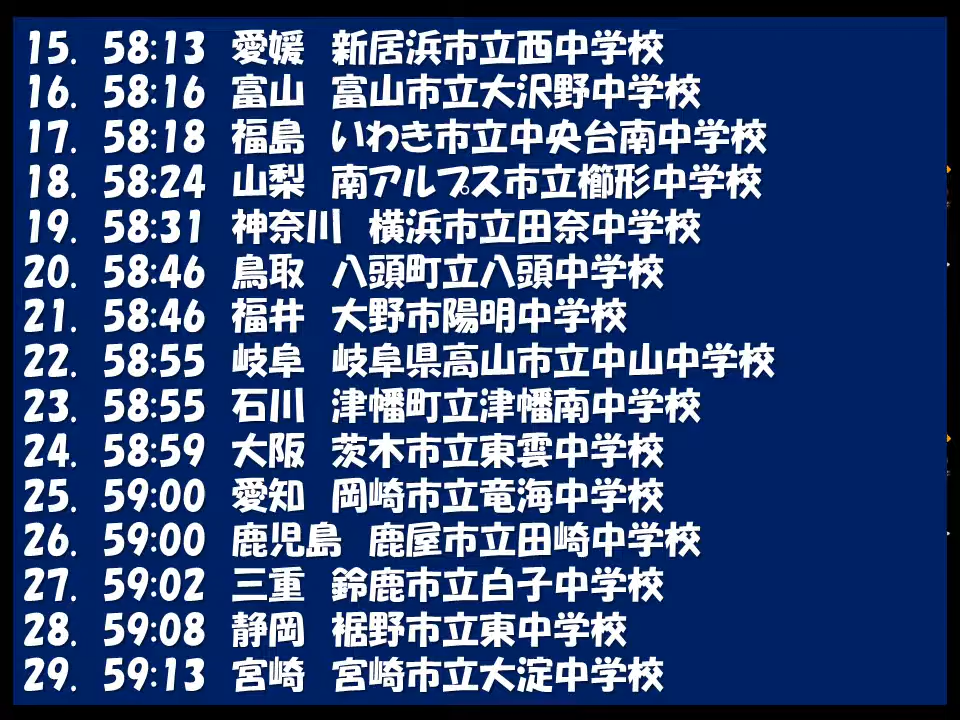 15. 58:13 愛媛 新居浜市立西中学校
16. 58:16 富山 富山市立大沢野中学校
17. 58:18 福島 いわき市立中央台南中学校
18. 58:24 山梨 南アルプス市立櫛形中学校
19. 58:31 神奈川 横浜市立田奈中学校
20. 58:46 鳥取 八頭町立八頭中学校
21. 58:46 福井 大野市陽明中学校
22. 58:55 岐阜 岐阜県高山市立中山中学校
23. 58:55 石川 津幡町立津幡南中学校
24. 58:59 大阪 茨木市立東雲中学校
25. 59:00 愛知 岡崎市立竜海中学校
26. 59:00 鹿児島 鹿屋市立田崎中学校
27. 59:02 三重 鈴鹿市立白子中学校
28. 59:08 静岡 裾野市立東中学校
29. 59:13 宮崎 宮崎市立大淀中学校